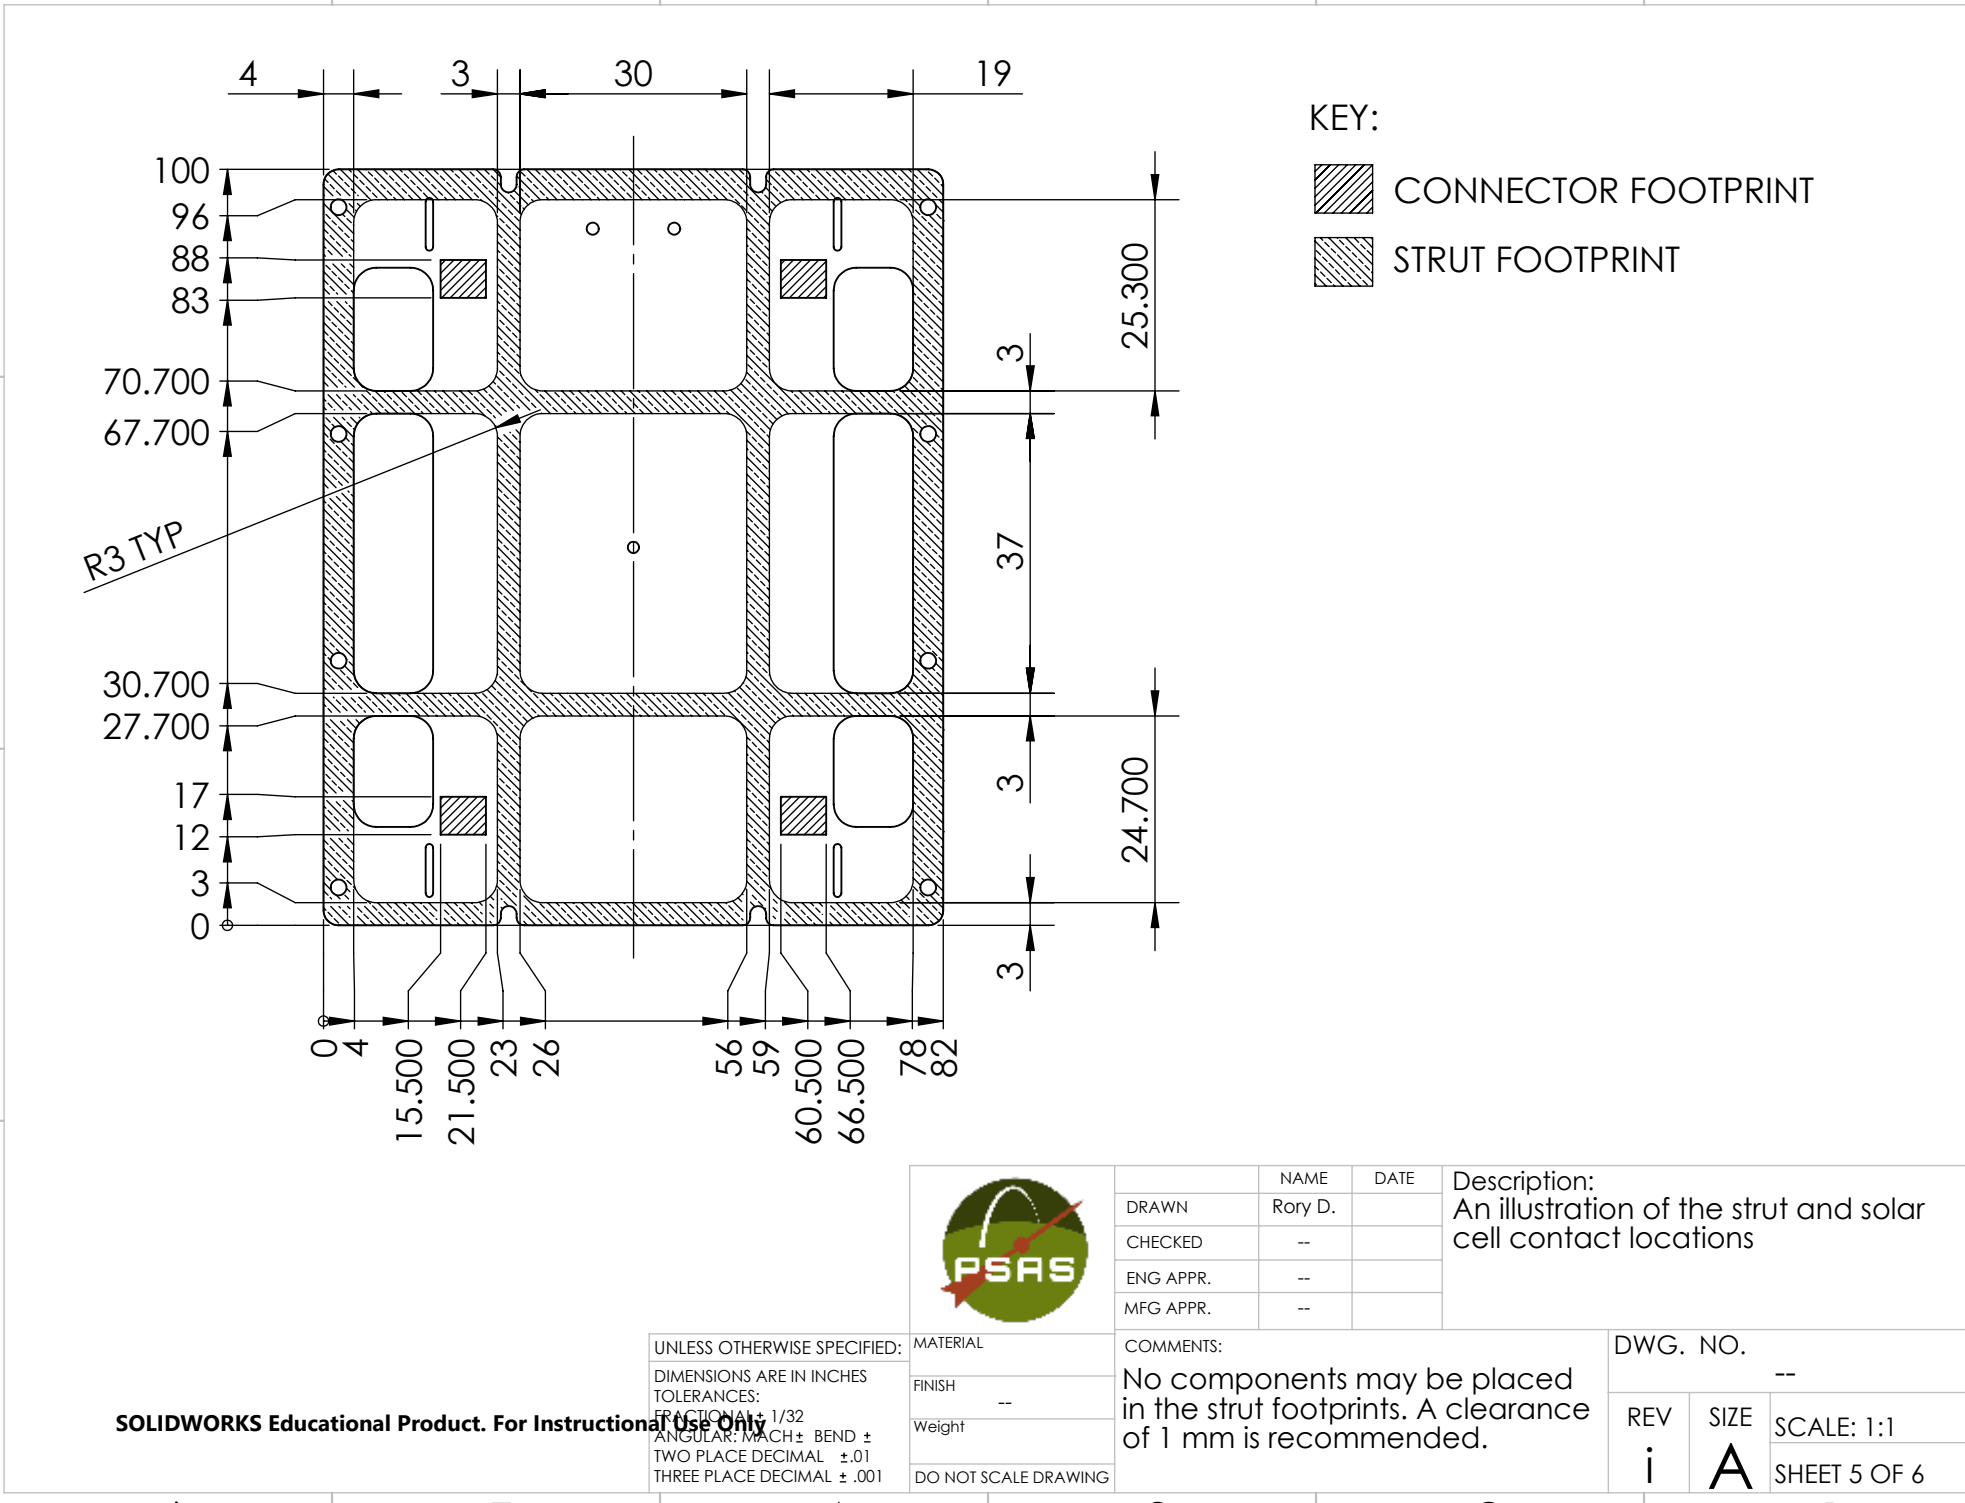 4
3
30
19
KEY:
CONNECTOR FOOTPRINT
STRUT FOOTPRINT
100
96
88
83
70.700
67.700
30.700
27.700
17
12
3
0
R3 TYP
25.300
3
37
3
24.700
3
0
4
15.500
21.500
23
26
56
59
60.500
66.500
78
82
PSAS
NAME
DATE
DRAWN
Rory D.
CHECKED
--
ENG APPR.
--
MFG APPR.
--
Description:
An illustration of the strut and solar
cell contact locations
UNLESS OTHERWISE SPECIFIED:
DIMENSIONS ARE IN INCHES
TOLERANCES:
FRACTIONAL ± 1/32
ANGULAR: MACH ± BEND ±
TWO PLACE DECIMAL ±.01
THREE PLACE DECIMAL ± .001
SOLIDWORKS Educational Product. For Instructional Use Only
MATERIAL
FINISH
--
Weight
DO NOT SCALE DRAWING
COMMENTS:
No components may be placed
in the strut footprints. A clearance
of 1 mm is recommended.
DWG. NO.
--
REV
i
SIZE
A
SCALE: 1:1
SHEET 5 OF 6